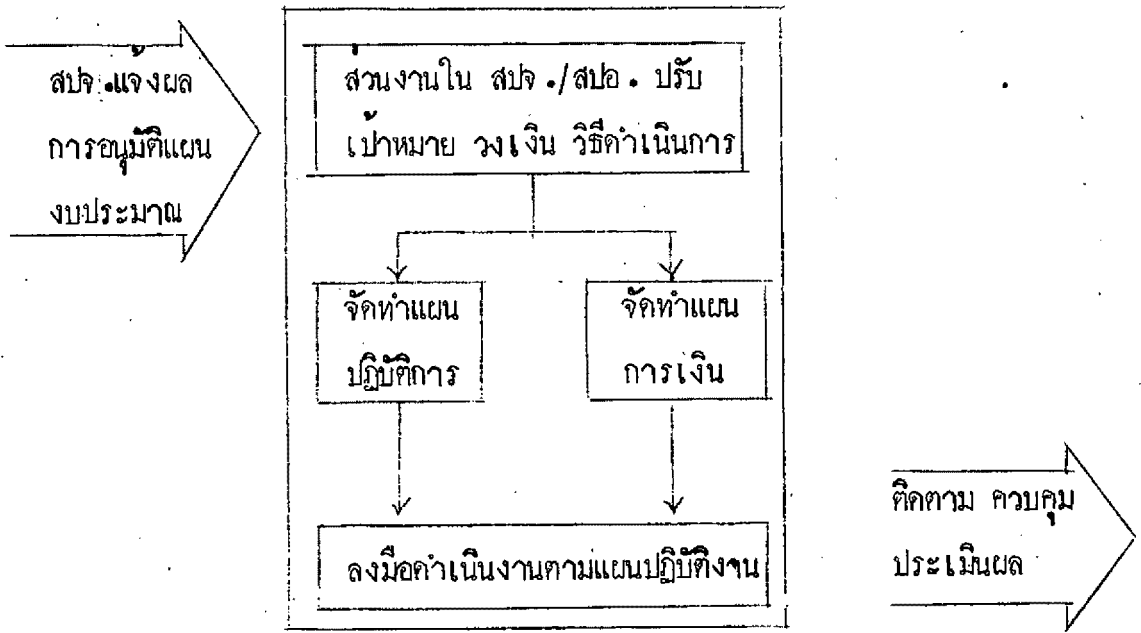 สปจ.แจ้งผล
การอนุมัติแผน
งบประมาณ
ส่วนงานใน สปจ./สปอ. ปรับ
เป้าหมาย วงเงิน วิธีดำเนินการ
จัดทำแผน
ปฏิบัติการ
จัดทำแผน
การเงิน
ลงมือดำเนินงานตามแผนปฏิบัติงาน
ติดตาม ควบคุม
ประเมินผล